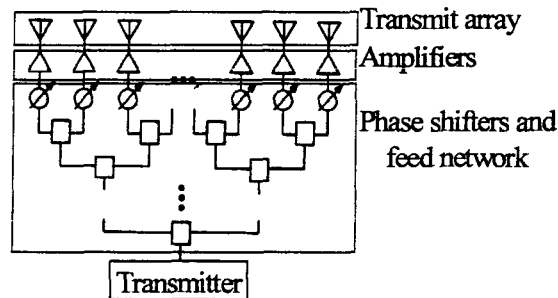 Transmit array
Amplifiers
Phase shifters and
feed network
Transmitter